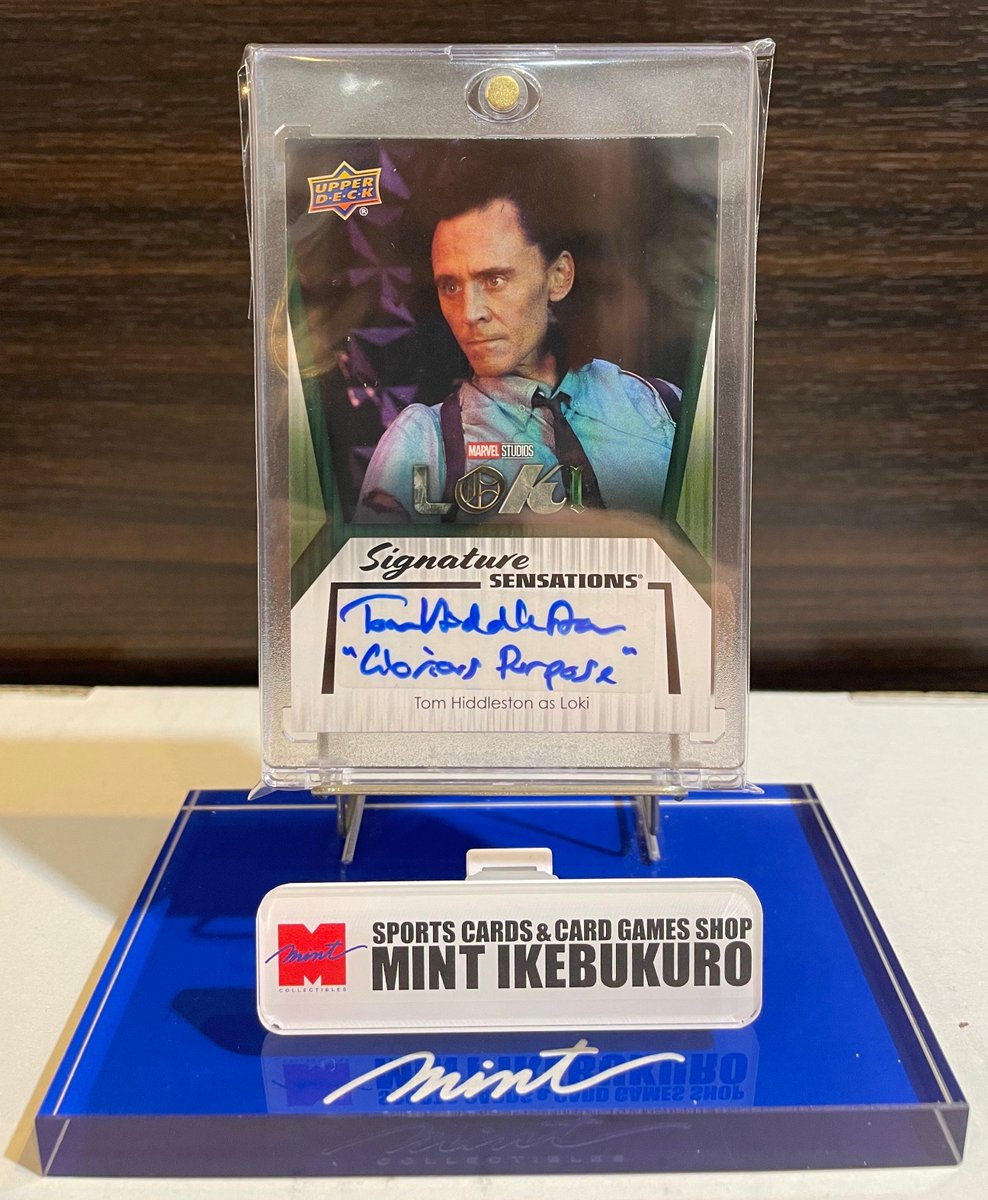 UPPER
D·E·C·K
®
MARVEL STUDIOS
LOKI
Signature
SENSATIONS®
Tom Hiddleston
"Glorious Purpose"
Tom Hiddleston as Loki
SPORTS CARDS & CARD GAMES SHOP
MINT IKEBUKURO
M
mint
COLLECTIBLES
mint
COLLECTIBLES